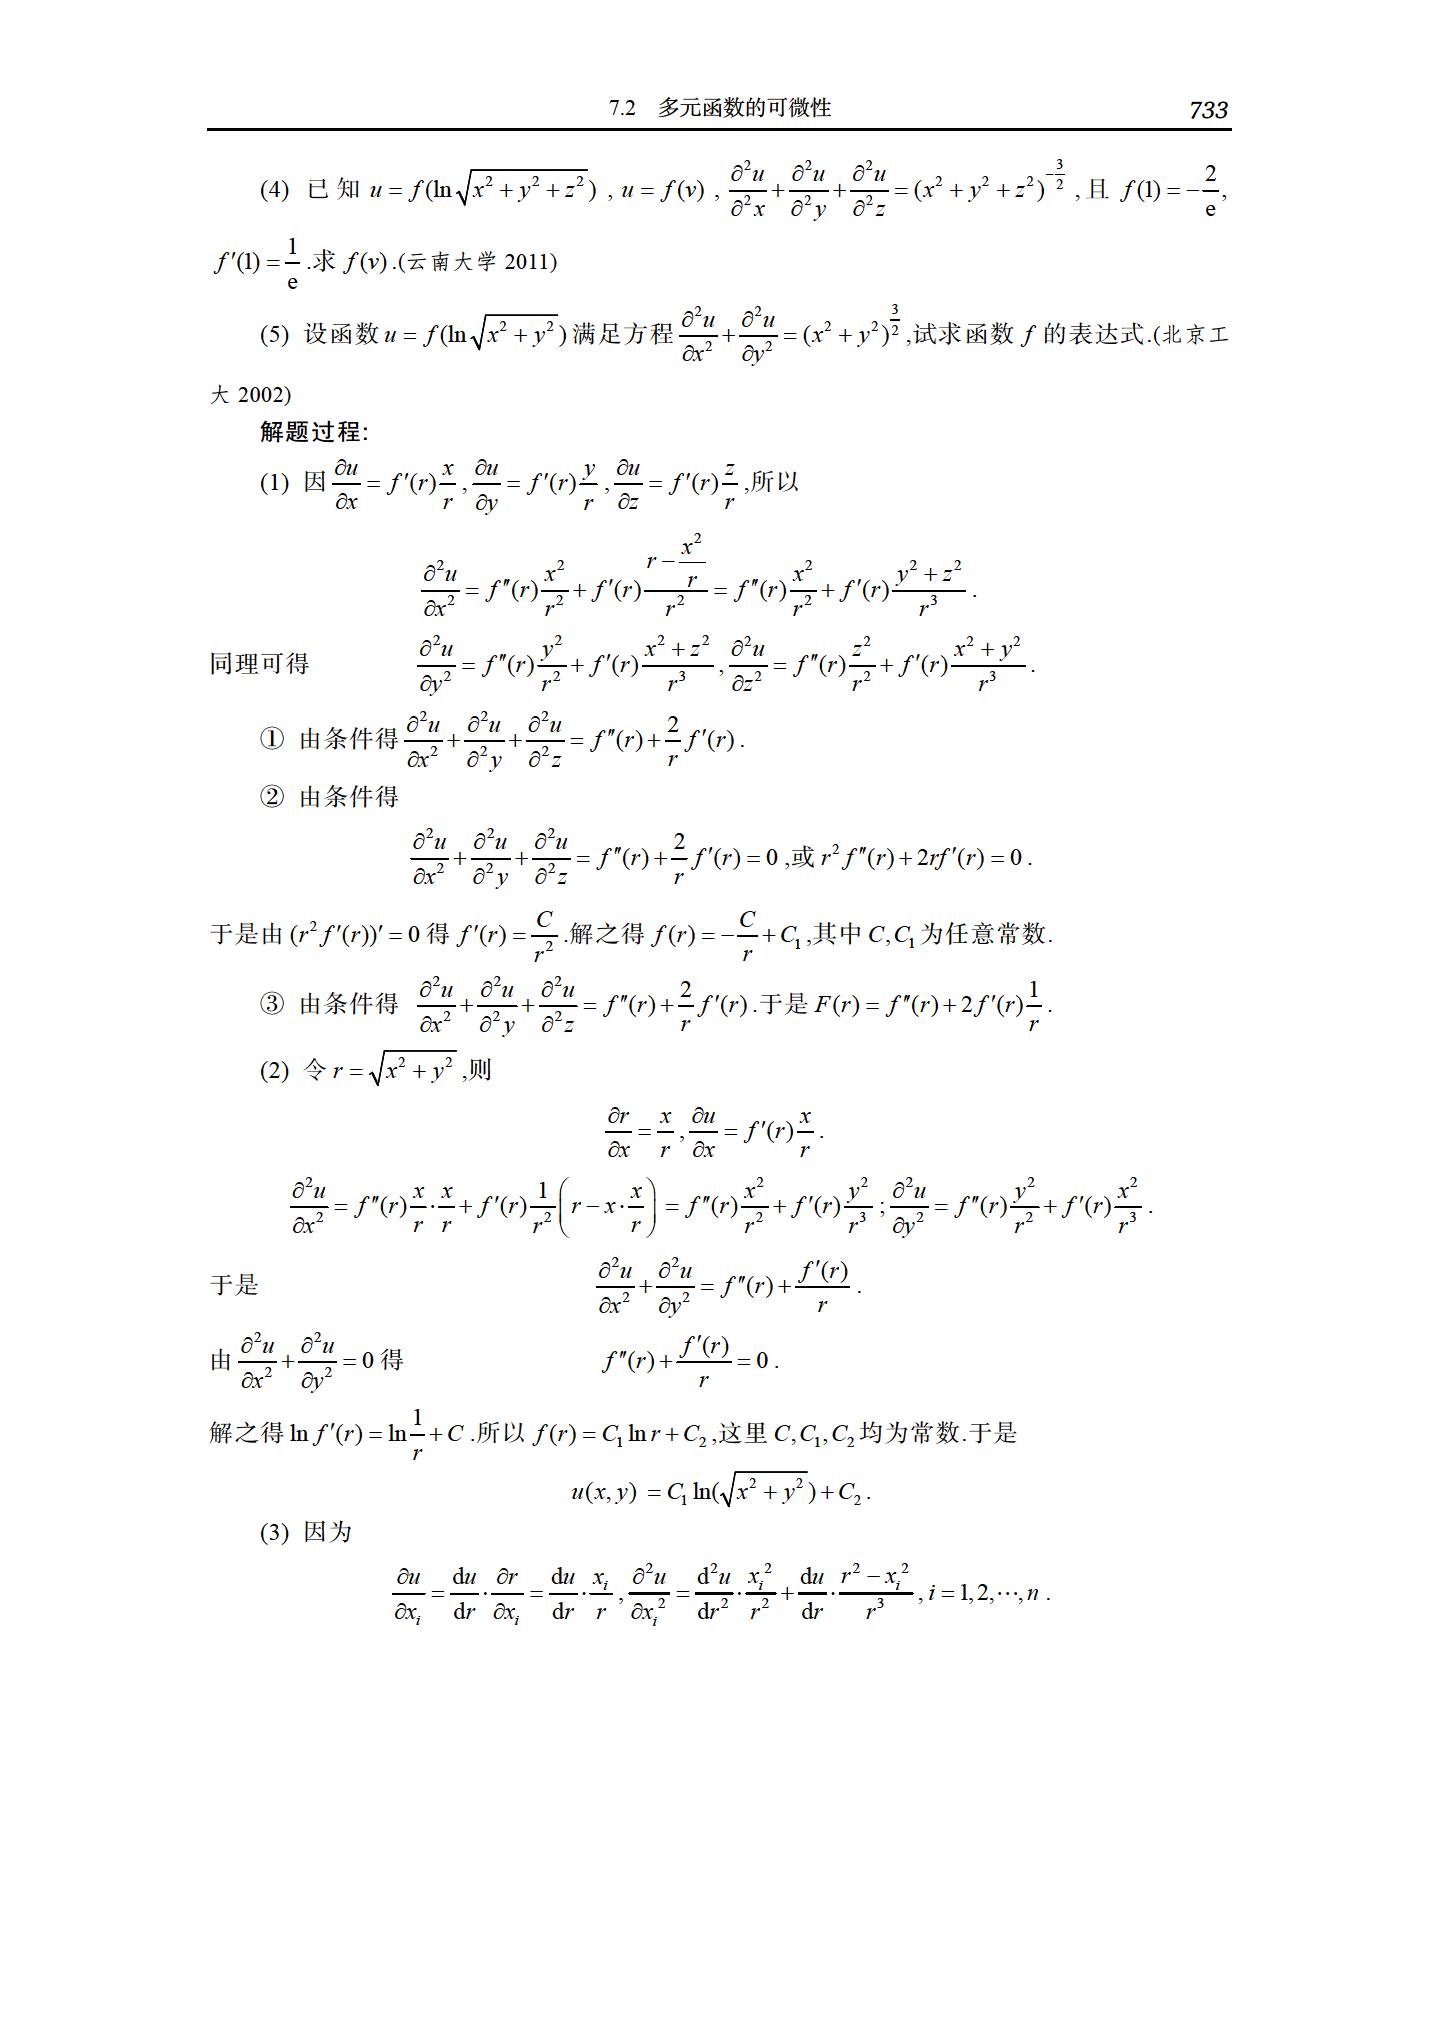 7.2 多元函数的可微性 733
(4) 已知 $u=f(\ln\sqrt{x^2+y^2+z^2})$ , $u=f(v)$ , $\frac{\partial^2 u}{\partial^2 x}+\frac{\partial^2 u}{\partial^2 y}+\frac{\partial^2 u}{\partial^2 z}=(x^2+y^2+z^2)^{-\frac{3}{2}}$ ,且 $f(1)=-\frac{2}{\mathrm{e}}$,
$f'(1)=\frac{1}{\mathrm{e}}$ .求 $f(v)$ .(云南大学 2011)
(5) 设函数 $u=f(\ln\sqrt{x^2+y^2})$ 满足方程 $\frac{\partial^2 u}{\partial x^2}+\frac{\partial^2 u}{\partial y^2}=(x^2+y^2)^{\frac{3}{2}}$ ,试求函数 $f$ 的表达式.(北京工
大 2002)
解题过程:
(1) 因 $\frac{\partial u}{\partial x}=f'(r)\frac{x}{r}$ , $\frac{\partial u}{\partial y}=f'(r)\frac{y}{r}$ , $\frac{\partial u}{\partial z}=f'(r)\frac{z}{r}$ ,所以
$\frac{\partial^2 u}{\partial x^2}=f''(r)\frac{x^2}{r^2}+f'(r)\frac{r-\frac{x^2}{r}}{r^2}=f''(r)\frac{x^2}{r^2}+f'(r)\frac{y^2+z^2}{r^3}$ .
同理可得 $\frac{\partial^2 u}{\partial y^2}=f''(r)\frac{y^2}{r^2}+f'(r)\frac{x^2+z^2}{r^3}$ , $\frac{\partial^2 u}{\partial z^2}=f''(r)\frac{z^2}{r^2}+f'(r)\frac{x^2+y^2}{r^3}$ .
① 由条件得 $\frac{\partial^2 u}{\partial x^2}+\frac{\partial^2 u}{\partial^2 y}+\frac{\partial^2 u}{\partial^2 z}=f''(r)+\frac{2}{r}f'(r)$ .
② 由条件得
$\frac{\partial^2 u}{\partial x^2}+\frac{\partial^2 u}{\partial^2 y}+\frac{\partial^2 u}{\partial^2 z}=f''(r)+\frac{2}{r}f'(r)=0$ ,或 $r^2f''(r)+2rf'(r)=0$ .
于是由 $(r^2f'(r))'=0$ 得 $f'(r)=\frac{C}{r^2}$ .解之得 $f(r)=-\frac{C}{r}+C_1$ ,其中 $C,C_1$ 为任意常数.
③ 由条件得 $\frac{\partial^2 u}{\partial x^2}+\frac{\partial^2 u}{\partial^2 y}+\frac{\partial^2 u}{\partial^2 z}=f''(r)+\frac{2}{r}f'(r)$ .于是 $F(r)=f''(r)+2f'(r)\frac{1}{r}$ .
(2) 令 $r=\sqrt{x^2+y^2}$ ,则
$\frac{\partial r}{\partial x}=\frac{x}{r}$ , $\frac{\partial u}{\partial x}=f'(r)\frac{x}{r}$ .
$\frac{\partial^2 u}{\partial x^2}=f''(r)\frac{x}{r}\cdot\frac{x}{r}+f'(r)\frac{1}{r^2}\left(r-x\cdot\frac{x}{r}\right)=f''(r)\frac{x^2}{r^2}+f'(r)\frac{y^2}{r^3}$ ; $\frac{\partial^2 u}{\partial y^2}=f''(r)\frac{y^2}{r^2}+f'(r)\frac{x^2}{r^3}$ .
于是 $\frac{\partial^2 u}{\partial x^2}+\frac{\partial^2 u}{\partial y^2}=f''(r)+\frac{f'(r)}{r}$ .
由 $\frac{\partial^2 u}{\partial x^2}+\frac{\partial^2 u}{\partial y^2}=0$ 得 $f''(r)+\frac{f'(r)}{r}=0$ .
解之得 $\ln f'(r)=\ln\frac{1}{r}+C$ .所以 $f(r)=C_1\ln r+C_2$ ,这里 $C,C_1,C_2$ 均为常数.于是
$u(x,y)=C_1\ln(\sqrt{x^2+y^2})+C_2$ .
(3) 因为
$\frac{\partial u}{\partial x_i}=\frac{\mathrm{d}u}{\mathrm{d}r}\cdot\frac{\partial r}{\partial x_i}=\frac{\mathrm{d}u}{\mathrm{d}r}\cdot\frac{x_i}{r}$ , $\frac{\partial^2 u}{\partial x_i^2}=\frac{\mathrm{d}^2u}{\mathrm{d}r^2}\cdot\frac{x_i^2}{r^2}+\frac{\mathrm{d}u}{\mathrm{d}r}\cdot\frac{r^2-x_i^2}{r^3}$ , $i=1,2,\cdots,n$ .